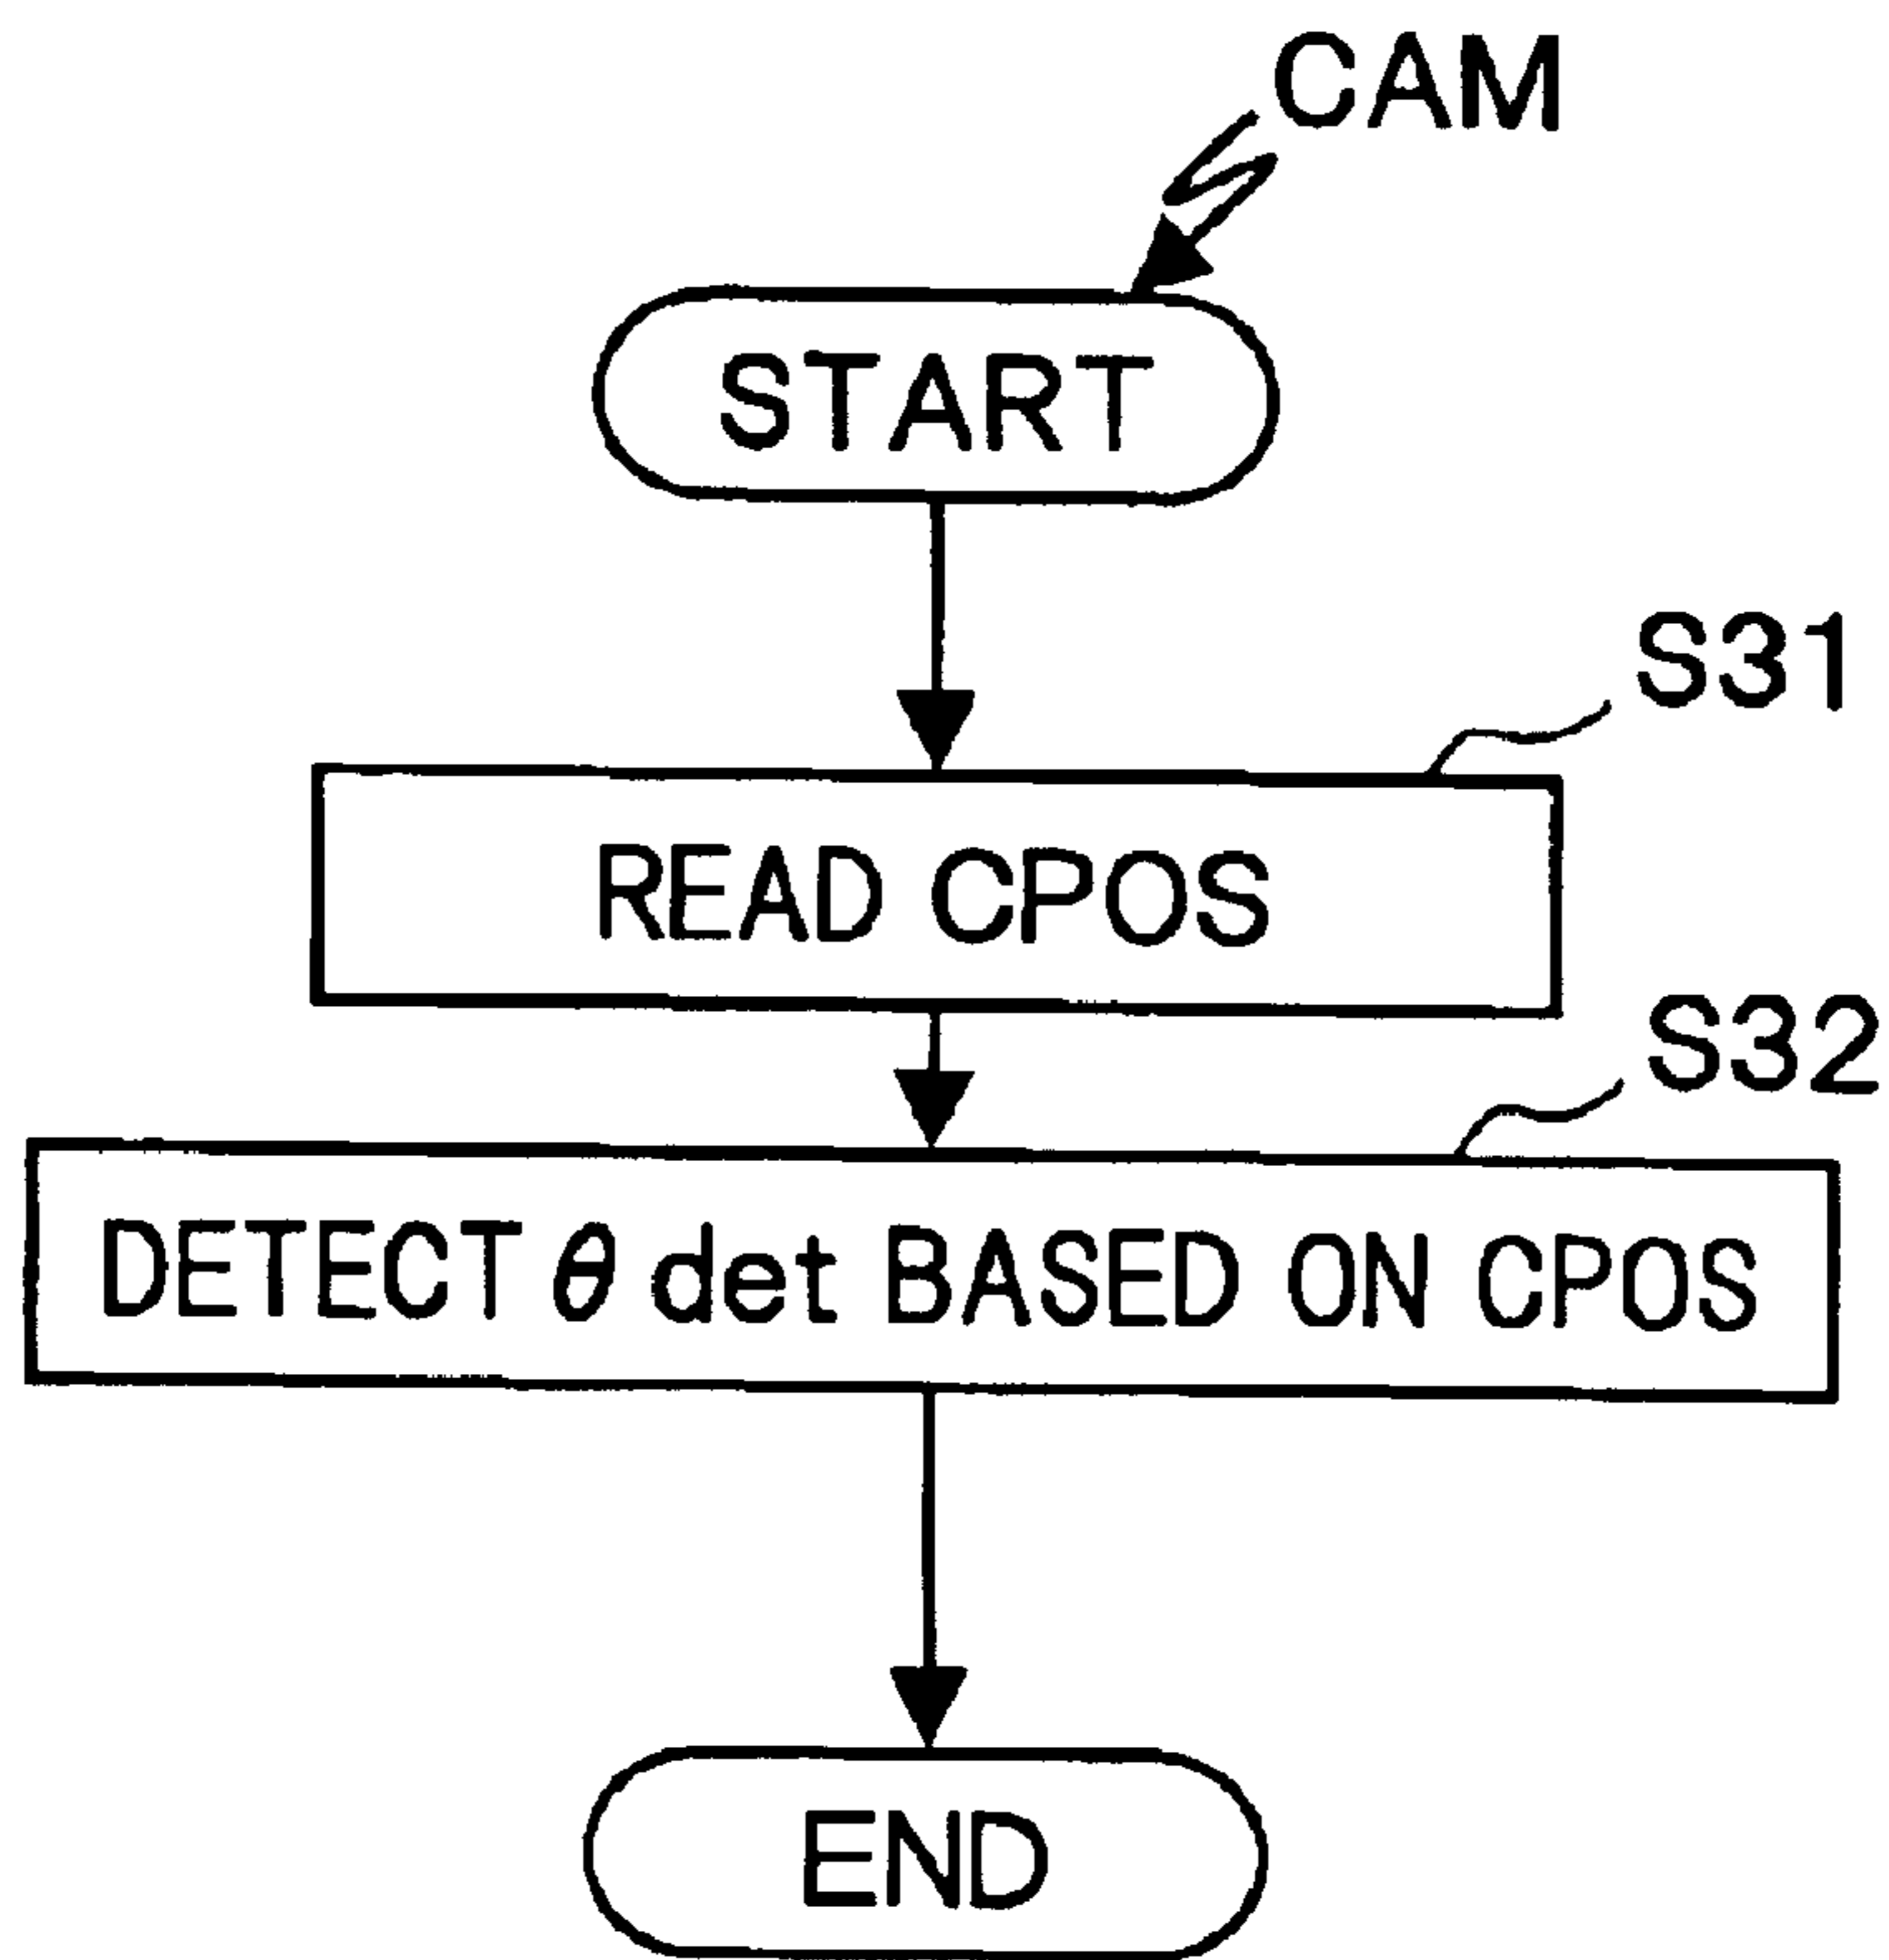 CAM
START
S31
READ CPOS
S32
DETECT θ det BASED ON CPOS
END